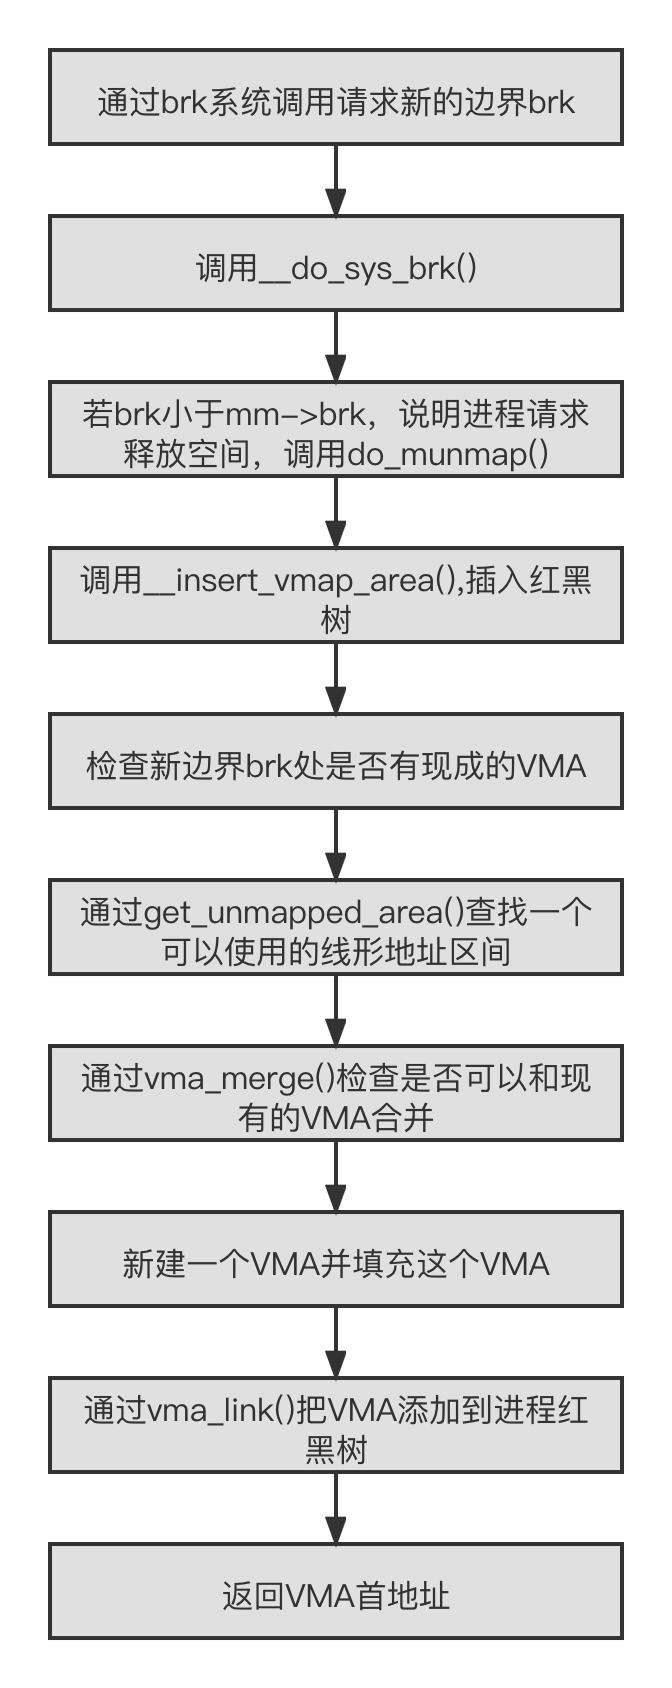 通过brk系统调用请求新的边界brk
调用__do_sys_brk()
若brk小于mm->brk，说明进程请求
释放空间，调用do_munmap()
调用__insert_vmap_area(),插入红黑
树
检查新边界brk处是否有现成的VMA
通过get_unmapped_area()查找一个
可以使用的线形地址区间
通过vma_merge()检查是否可以和现
有的VMA合并
新建一个VMA并填充这个VMA
通过vma_link()把VMA添加到进程红
黑树
返回VMA首地址